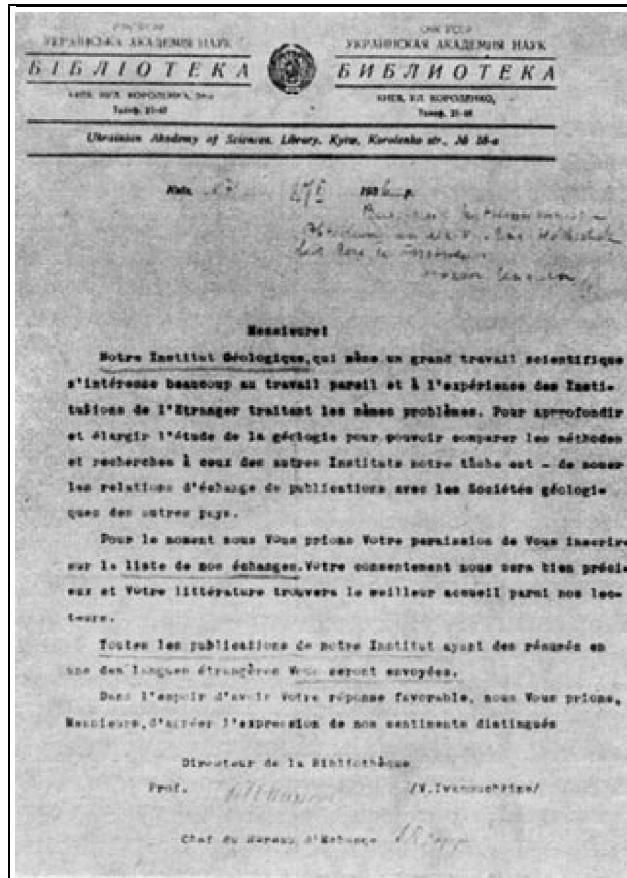 УКРАЇНСЬКА АКАДЕМИЯ НАУК
БІБЛІОТЕКА
УКРАИНСКАЯ АКАДЕМИЯ НАУК
БИБЛИОТЕКА
КИЕВ, УЛ. КОРОЛЕНКО,
Ukrainian Akademy of Sciences, Library, Kyiw, Korolenko str., № 58-a
Messieurs!
Notre Institut Géologique, qui mène un grand travail scientifique
s'intéresse beaucoup au travail pareil et à l'expérience des Insti-
tutions de l'Etranger traitant les mêmes problèmes. Pour approfondir
et élargir l'étude de la géologie pour pouvoir comparer les méthodes
et recherches à ceux des autres Instituts notre tâche est - de nouer
les relations d'échange de publications avec les Sociétés géologi-
ques des autres pays.
Pour le moment nous Vous prions Votre permission de Vous inscrire
sur la liste de nos échanges. Votre consentement nous sera bien préci-
eux et Votre littérature trouvera le meilleur accueil parmi nos lec-
teurs.
Toutes les publications de notre Institut ayant des résumés en
une des langues étrangères Vous seront envoyées.
Dans l'espoir d'avoir Votre réponse favorable, nous Vous prions,
Messieurs, d'agréer l'expression de nos sentiments distingués
Directeur de la Bibliothèque
Prof. /V.Ivanouchkine/
Chef du Bureau d'Echange